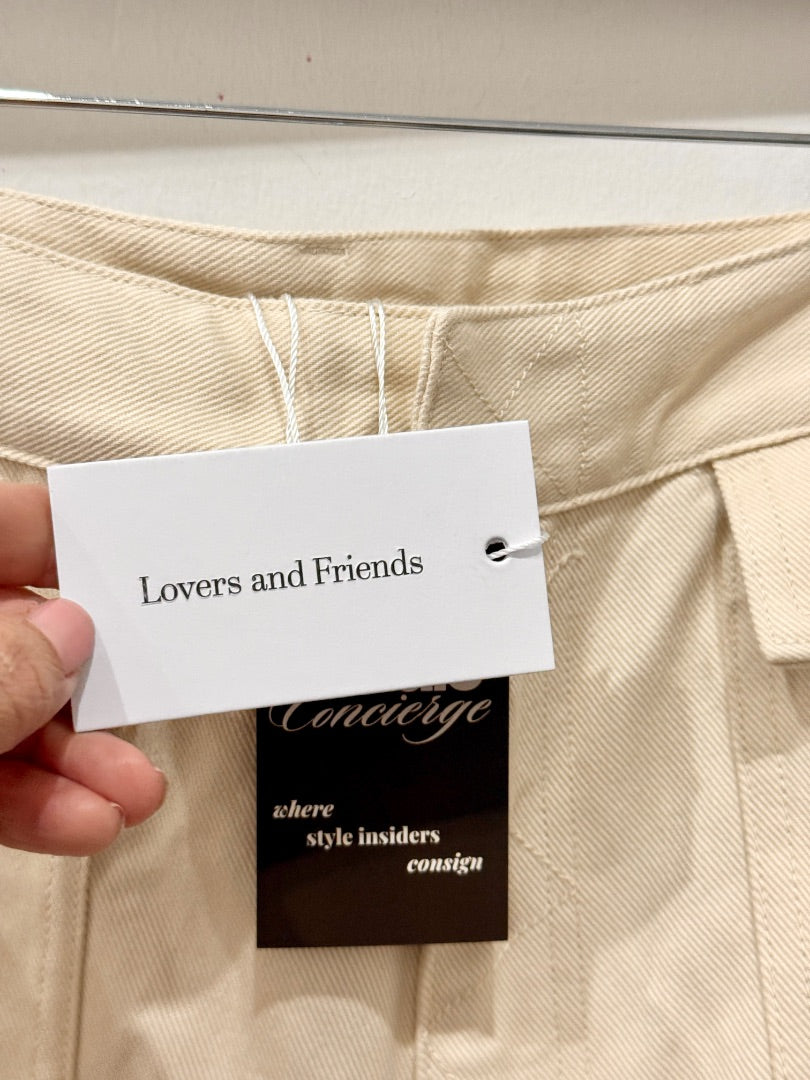 Lovers and Friends
Concierge
where
style insiders
consign